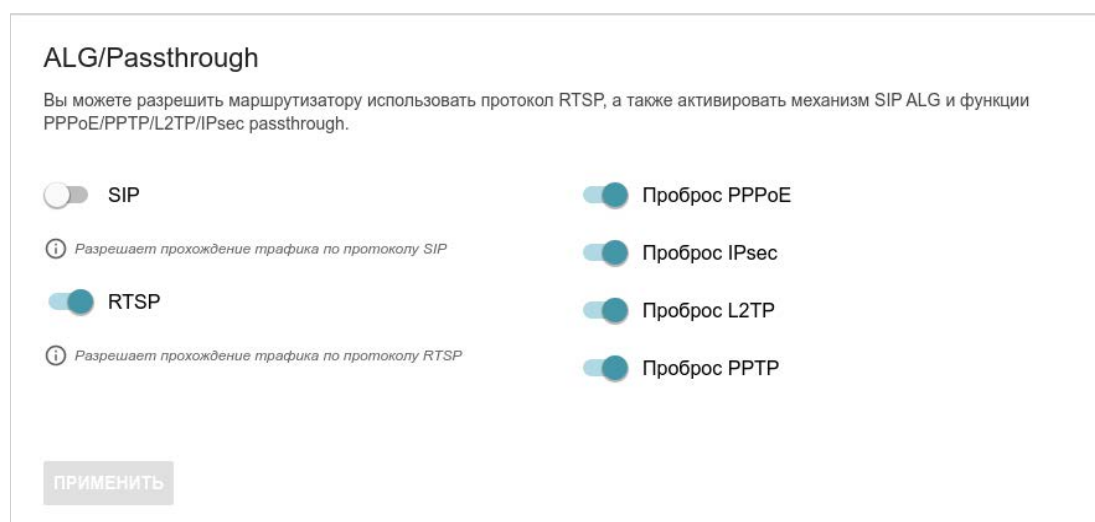 ALG/Passthrough
Вы можете разрешить маршрутизатору использовать протокол RTSP, а также активировать механизм SIP ALG и функции
PPPoE/PPTP/L2TP/IPsec passthrough.
SIP
Разрешает прохождение трафика по протоколу SIP
RTSP
Разрешает прохождение трафика по протоколу RTSP
Проброс PPPoE
Проброс IPsec
Проброс L2TP
Проброс PPTP
ПРИМЕНИТЬ